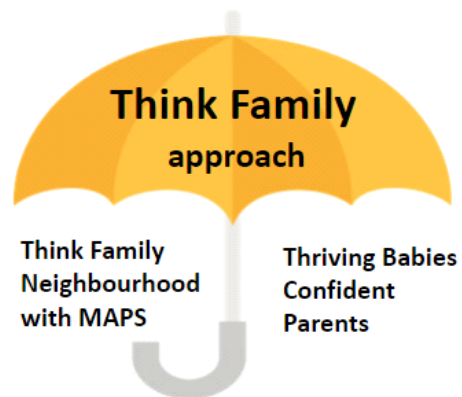 Think Family
approach
Think Family
Neighbourhood
with MAPS
Thriving Babies
Confident
Parents